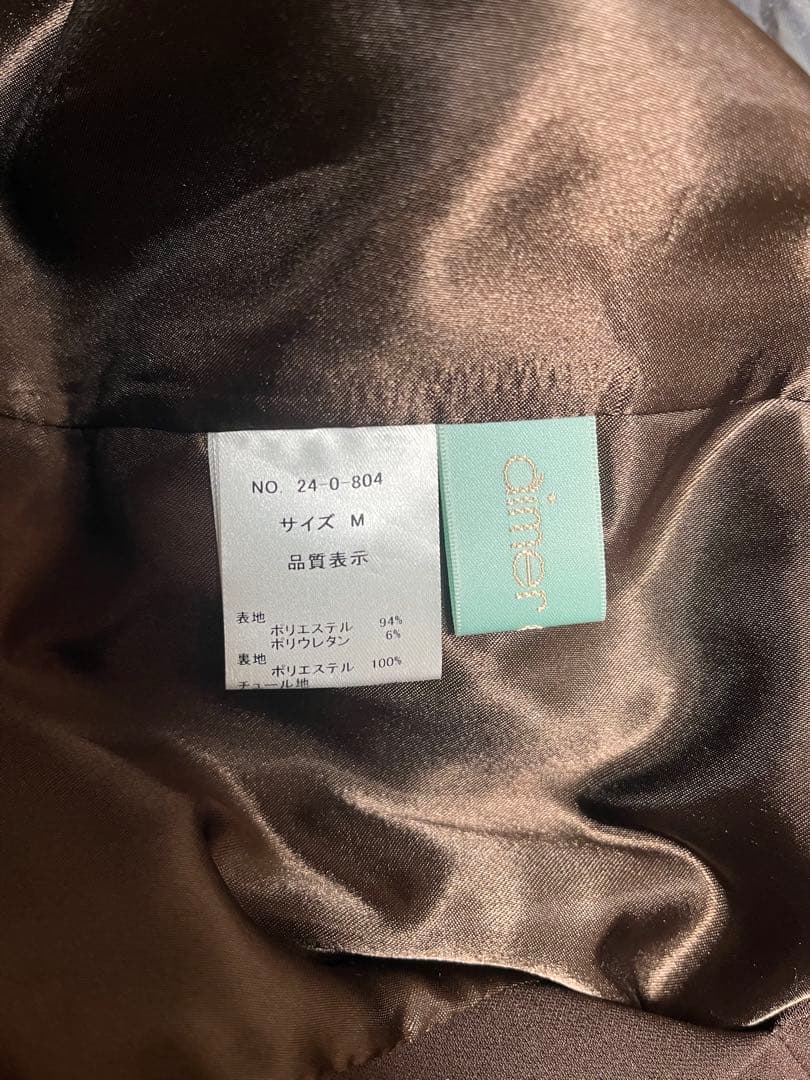 NO. 24-0-804
サイズ M
品質表示
表地
ポリエステル 94%
ポリウレタン 6%
裏地
ポリエステル 100%
チュール地
aimer